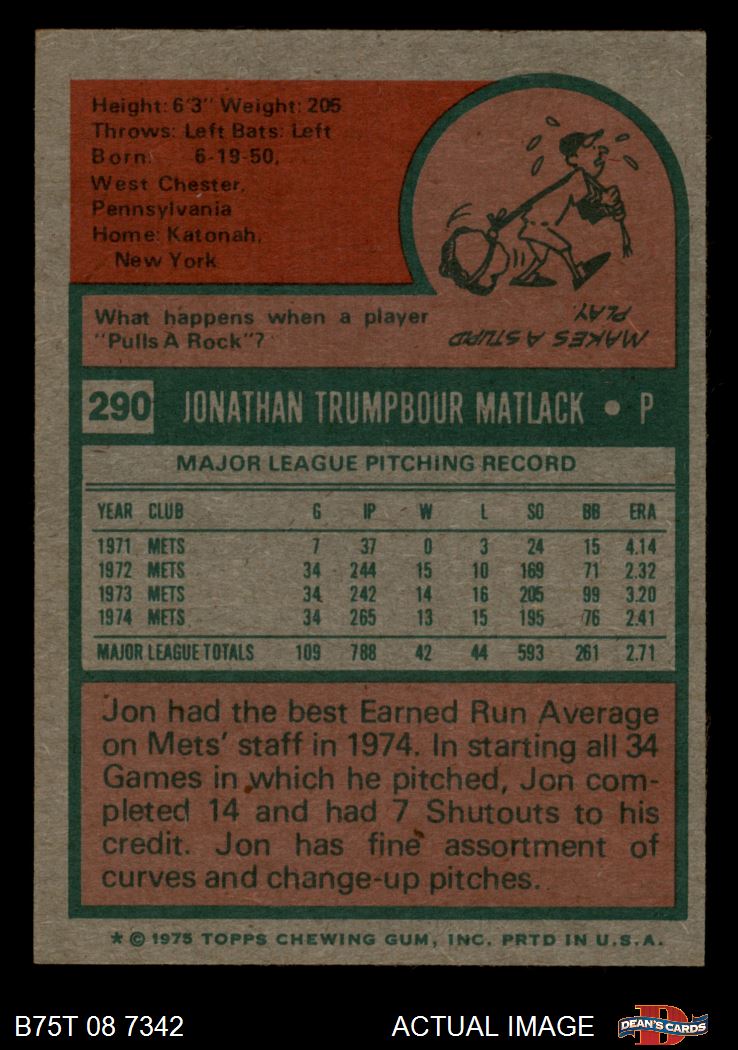 Height: 6'3" Weight: 205
Throws: Left Bats: Left
Born: 6-19-50,
West Chester,
Pennsylvania
Home: Katonah,
New York
What happens when a player
"Pulls A Rock"?
MAKES A STUPID
PLAY.
290 JONATHAN TRUMPBOUR MATLACK • P
MAJOR LEAGUE PITCHING RECORD
YEAR CLUB G IP W L SO BB ERA
1971 METS 7 37 0 3 24 15 4.14
1972 METS 34 244 15 10 169 71 2.32
1973 METS 34 242 14 16 205 99 3.20
1974 METS 34 265 13 15 195 76 2.41
MAJOR LEAGUE TOTALS 109 788 42 44 593 261 2.71
Jon had the best Earned Run Average
on Mets' staff in 1974. In starting all 34
Games in which he pitched, Jon com-
pleted 14 and had 7 Shutouts to his
credit. Jon has fine assortment of
curves and change-up pitches.
* © 1975 TOPPS CHEWING GUM, INC. PRTD IN U.S.A.
B75T 08 7342 ACTUAL IMAGE D DEAN'S CARDS